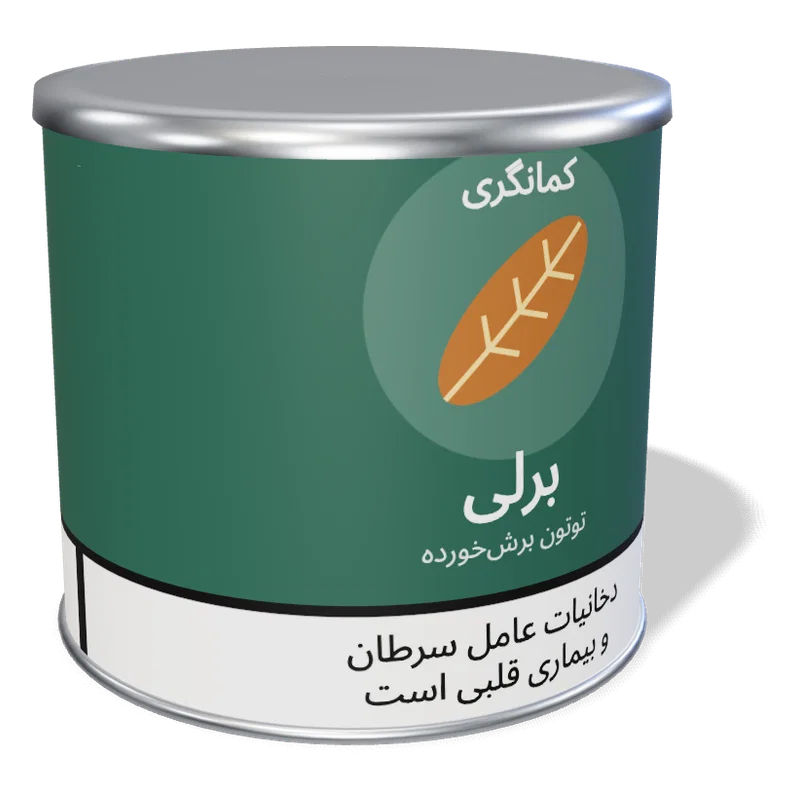 کمانگری
برلی
توتون برش‌خورده
دخانیات عامل سرطان
و بیماری قلبی است